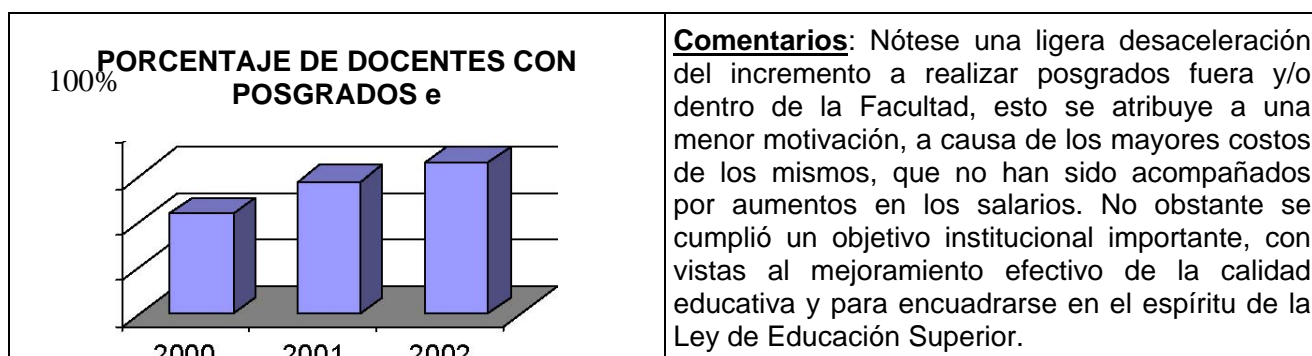 PORCENTAJE DE DOCENTES CON
100%
POSGRADOS e
2000 2001 2002
Comentarios: Nótese una ligera desaceleración
del incremento a realizar posgrados fuera y/o
dentro de la Facultad, esto se atribuye a una
menor motivación, a causa de los mayores costos
de los mismos, que no han sido acompañados
por aumentos en los salarios. No obstante se
cumplió un objetivo institucional importante, con
vistas al mejoramiento efectivo de la calidad
educativa y para encuadrarse en el espíritu de la
Ley de Educación Superior.